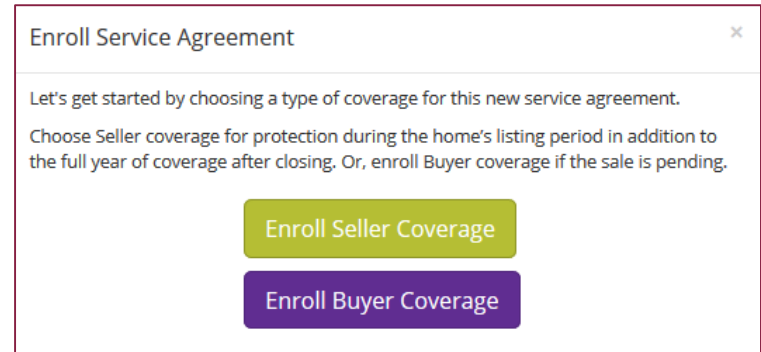 Enroll Service Agreement ×
Let's get started by choosing a type of coverage for this new service agreement.
Choose Seller coverage for protection during the home’s listing period in addition to
the full year of coverage after closing. Or, enroll Buyer coverage if the sale is pending.
Enroll Seller Coverage
Enroll Buyer Coverage